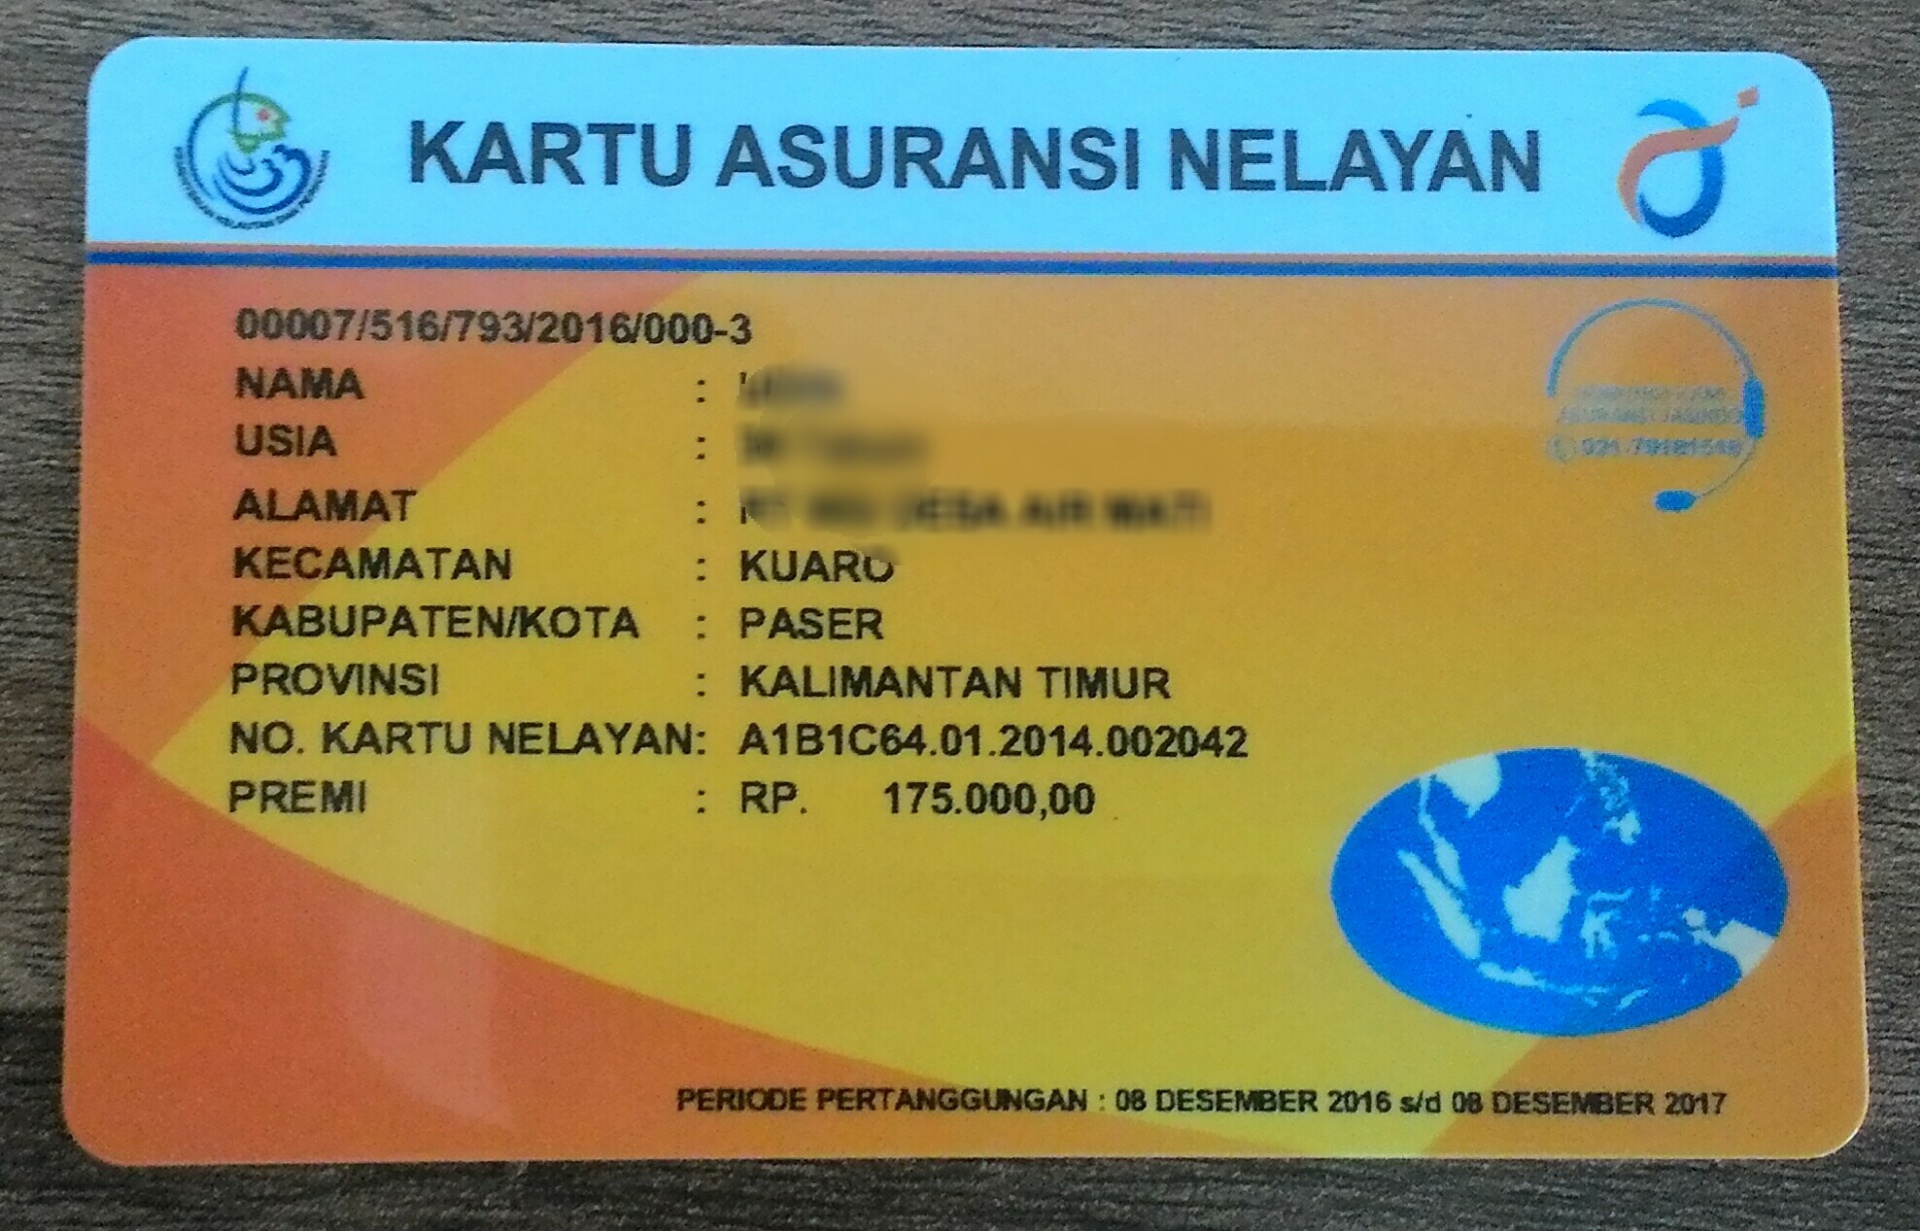 KARTU ASURANSI NELAYAN
00007/516/793/2016/000-3
NAMA :
USIA :
ALAMAT :
KECAMATAN : KUARO
KABUPATEN/KOTA : PASER
PROVINSI : KALIMANTAN TIMUR
NO. KARTU NELAYAN: A1B1C64.01.2014.002042
PREMI : RP. 175.000,00
ASURANSI JASINDO
PERIODE PERTANGGUNGAN : 08 DESEMBER 2016 s/d 08 DESEMBER 2017